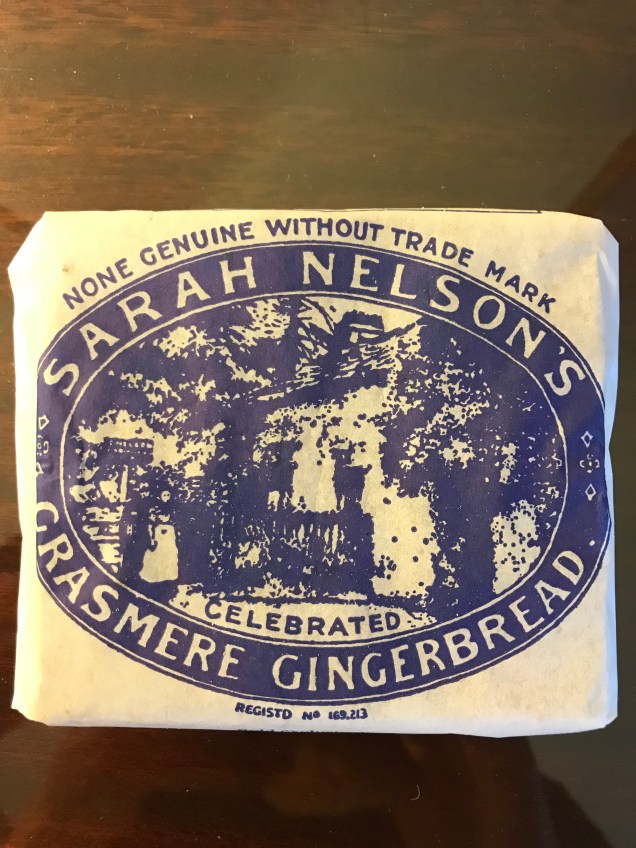 NONE GENUINE WITHOUT TRADE MARK
SARAH NELSON'S
CELEBRATED
GRASMERE GINGERBREAD.
REGISTD Nº 169,213